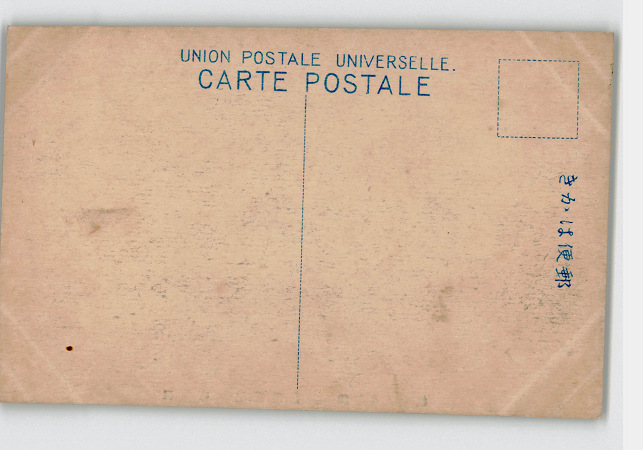 UNION POSTALE UNIVERSELLE.
CARTE POSTALE
郵便はかき